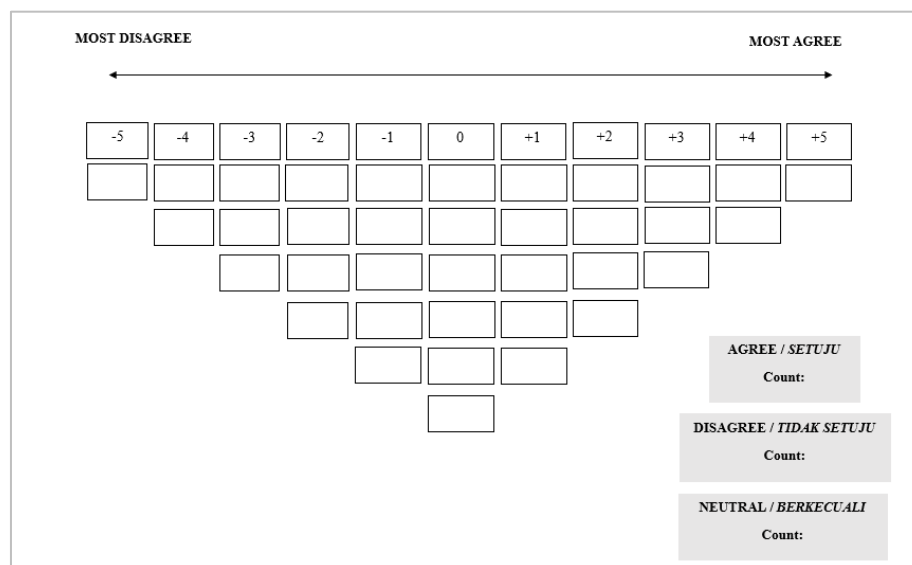 MOST DISAGREE
MOST AGREE
-5 -4 -3 -2 -1 0 +1 +2 +3 +4 +5
AGREE / SETUJU
Count:
DISAGREE / TIDAK SETUJU
Count:
NEUTRAL / BERKECUALI
Count: